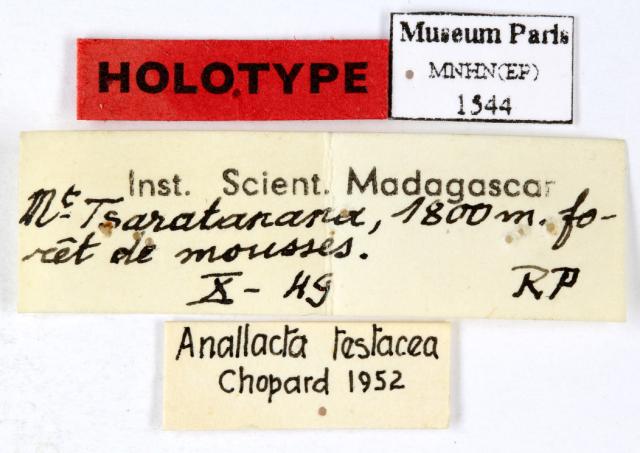 HOLOTYPE
Museum Paris
MNHN(EP)
1344
Inst. Scient. Madagascar
Mt Tsaratanana, 1800 m. fo-
rêt de mousses.
X- 49 RP
Anallacta testacea
Chopard 1952